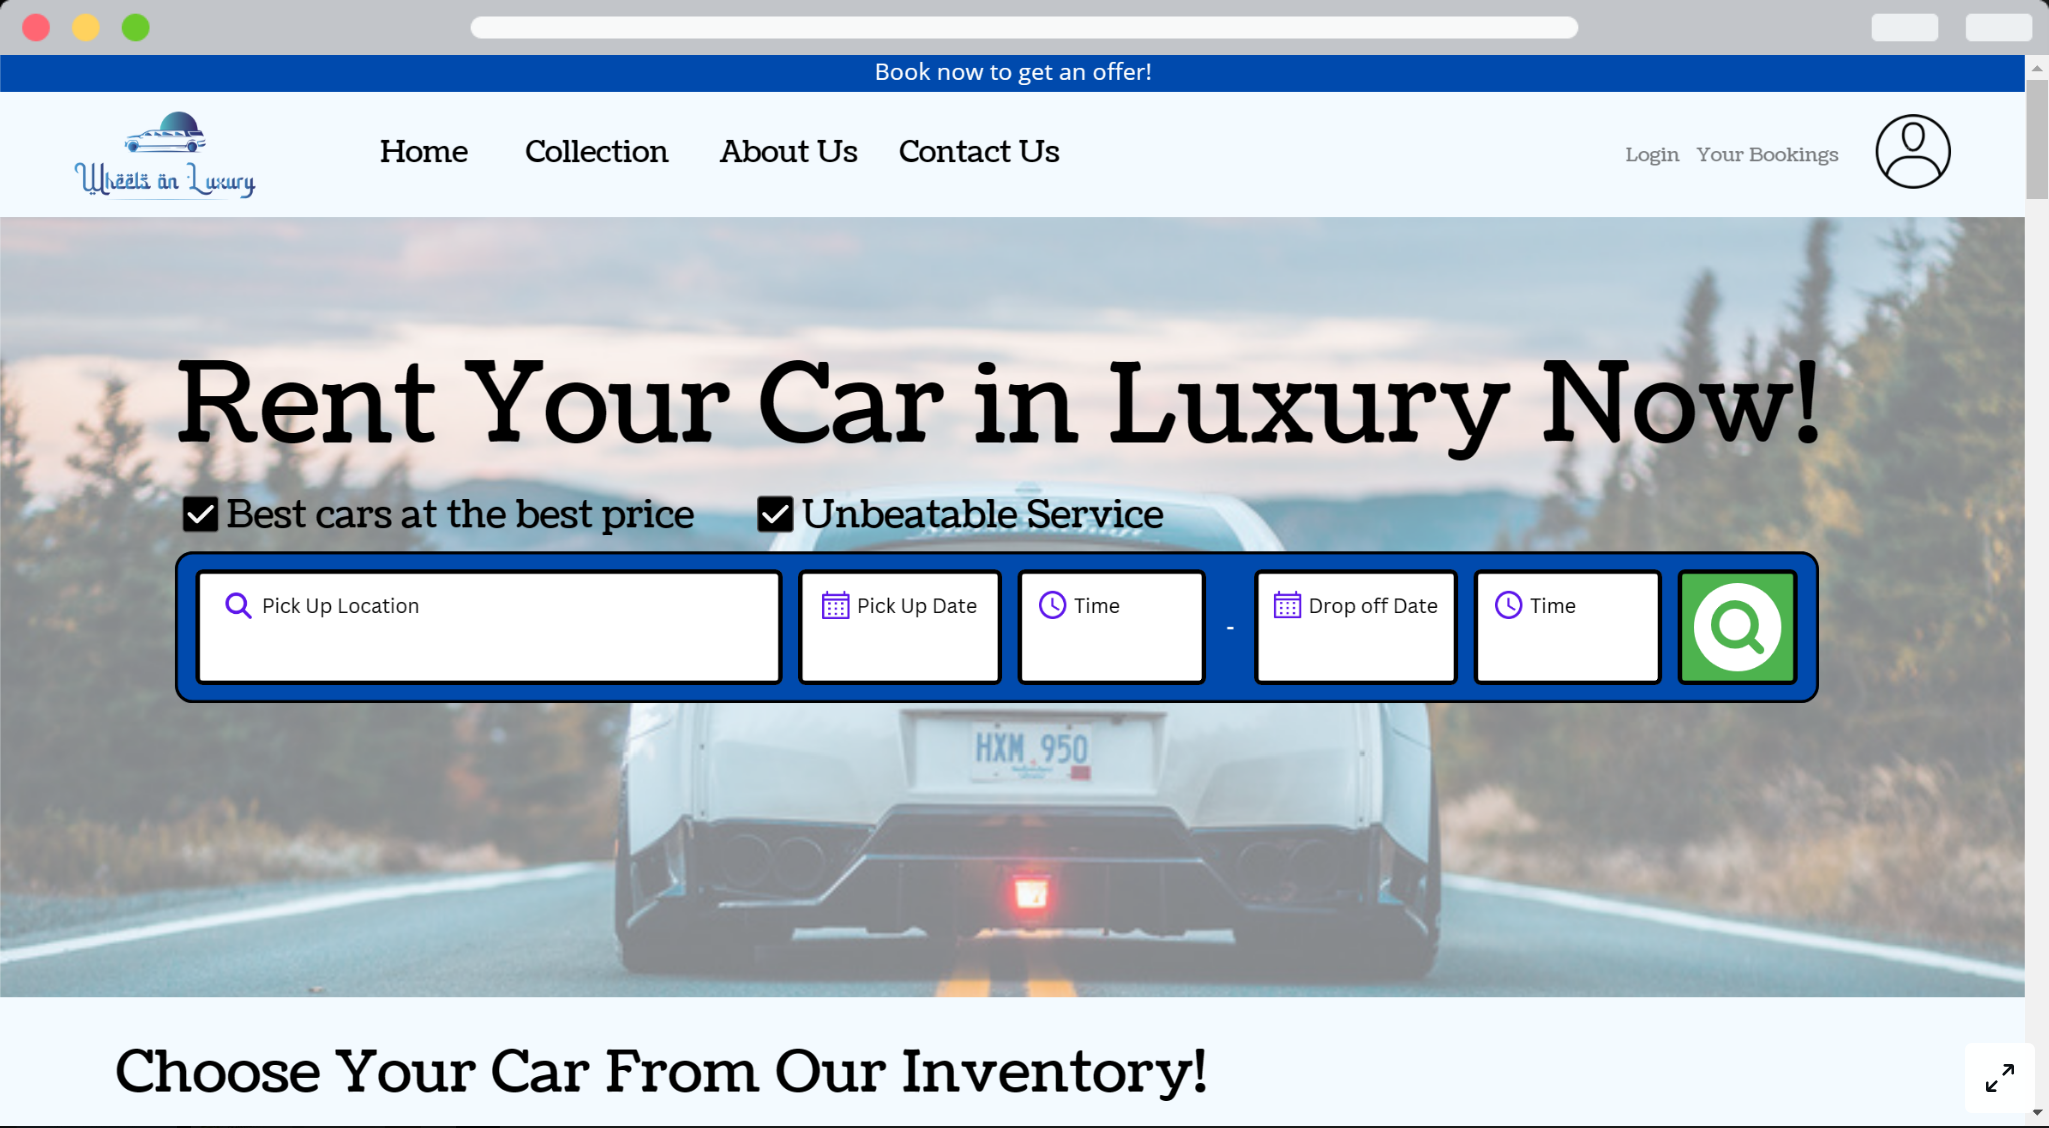 Book now to get an offer!
Wheels on Luxury
Home Collection About Us Contact Us Login Your Bookings
Rent Your Car in Luxury Now!
Best cars at the best price Unbeatable Service
Pick Up Location Pick Up Date Time - Drop off Date Time
HXM 950
Choose Your Car From Our Inventory!